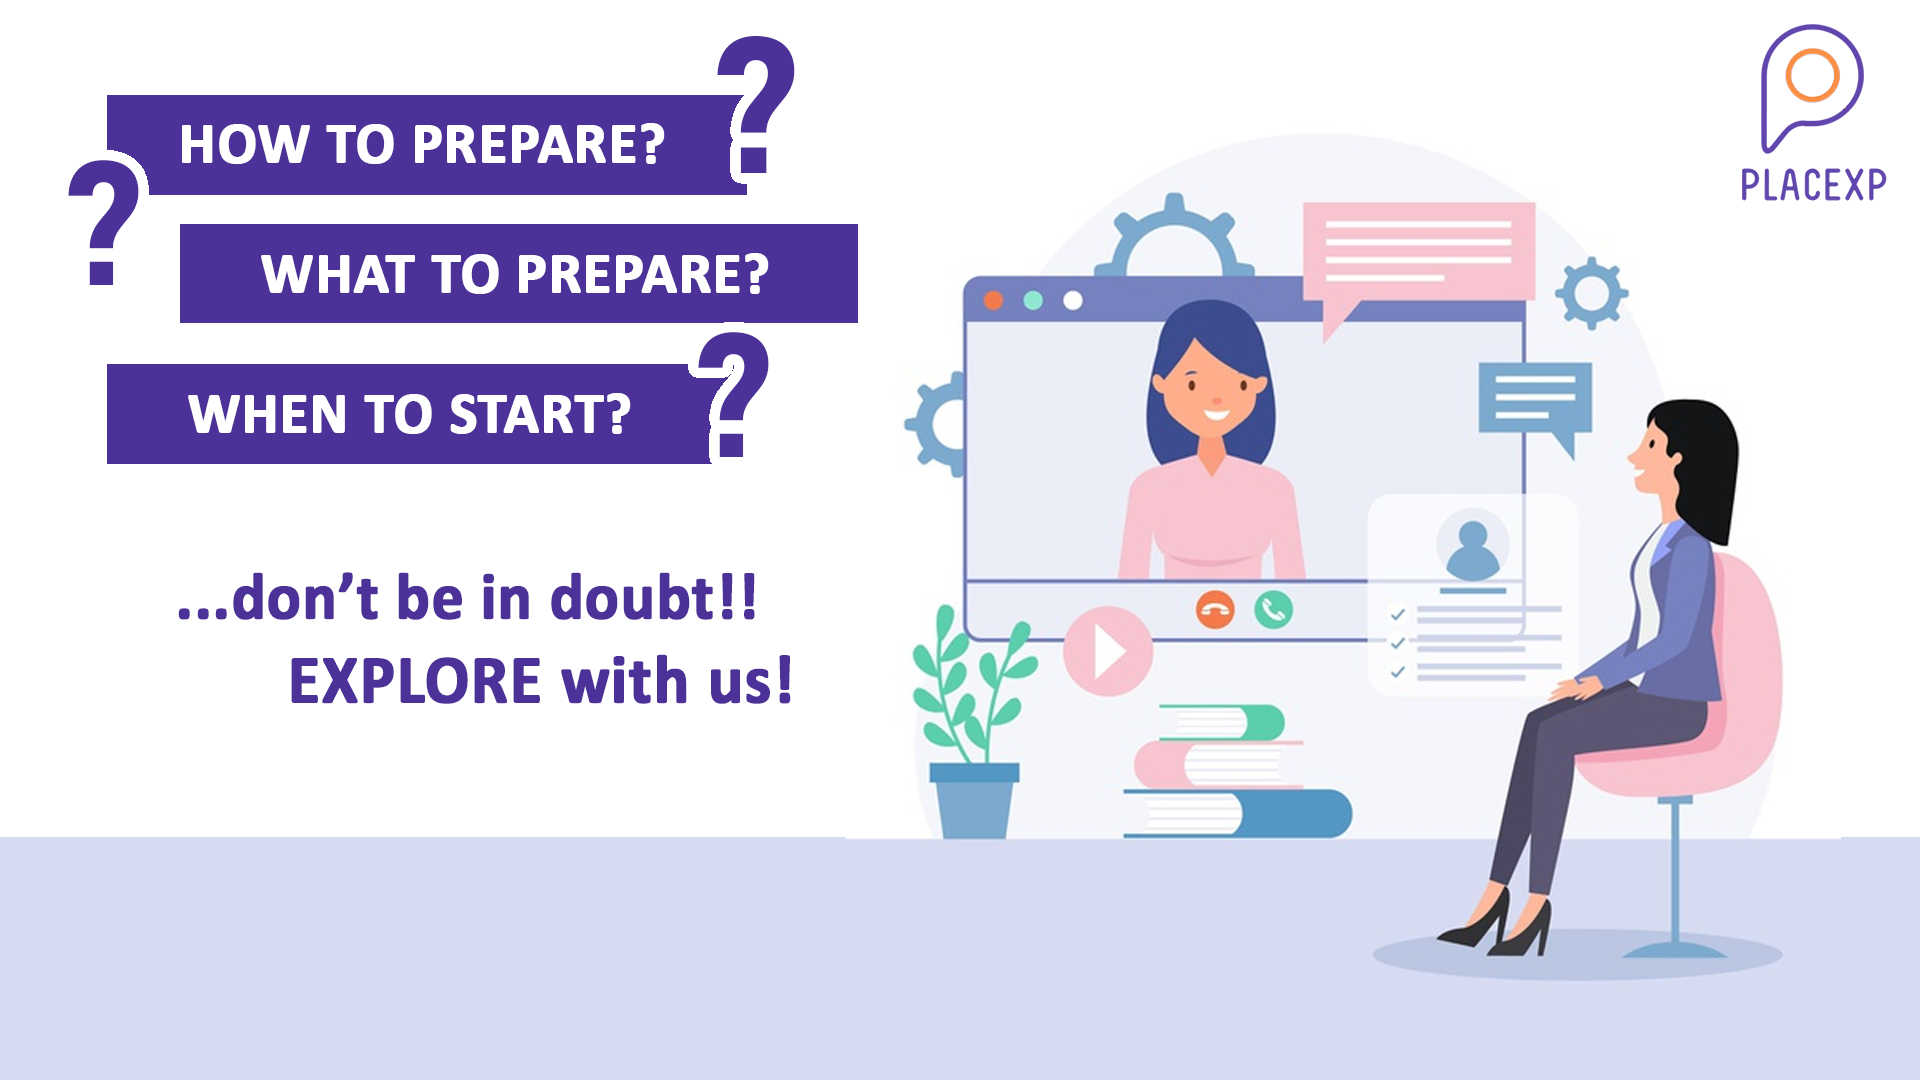 HOW TO PREPARE?
?
?
WHAT TO PREPARE?
WHEN TO START?
?
...don’t be in doubt!!
EXPLORE with us!
PLACEXP